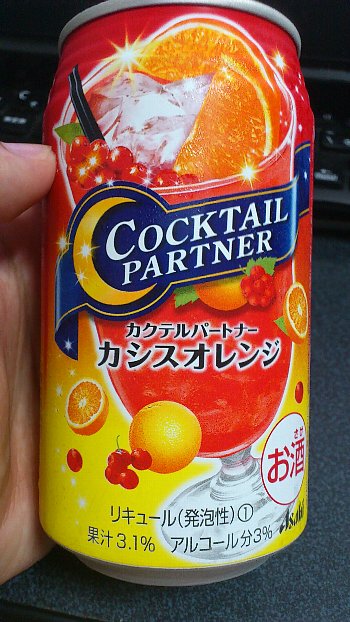 COCKTAIL
PARTNER
カクテルパートナー
カシスオレンジ
さけ
お酒
リキュール(発泡性)①
果汁3.1% アルコール分3%
Asahi